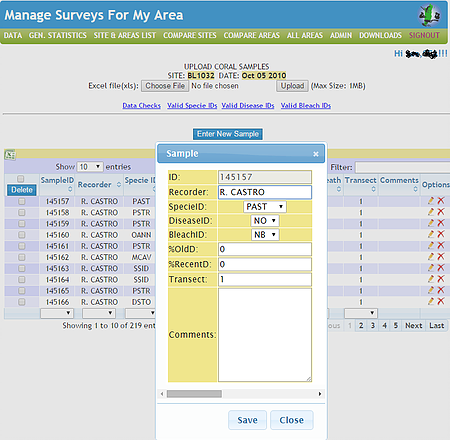 Manage Surveys For My Area
DATA GEN. STATISTICS SITE & AREAS LIST COMPARE SITES COMPARE AREAS ALL AREAS ADMIN DOWNLOADS SIGNOUT
Hi !!!
UPLOAD CORAL SAMPLES
SITE: BL1032 DATE: Oct 05 2010
Excel file(xls): Choose File No file chosen Upload (Max Size: 1MB)
Data Checks Valid Specie IDs Valid Disease IDs Valid Bleach IDs
Enter New Sample
Show 10 entries Filter:
Delete SampleID Recorder Specie ID eath Transect Comments Options
145157 R. CASTRO PAST 1
145158 R. CASTRO PSTR 1
145159 R. CASTRO PSTR 1
145160 R. CASTRO OANN 1
145161 R. CASTRO PSTR 1
145162 R. CASTRO MCAV 1
145163 R. CASTRO SSID 1
145164 R. CASTRO SSID 1
145165 R. CASTRO PSTR 1
145166 R. CASTRO DSTO 1
Showing 1 to 10 of 219 ent ious 1 2 3 4 5 Next Last
Sample
ID: 145157
Recorder: R. CASTRO
SpecieID: PAST
DiseaseID: NO
BleachID: NB
%OldD: 0
%RecentD: 0
Transect: 1
Comments:
Save Close